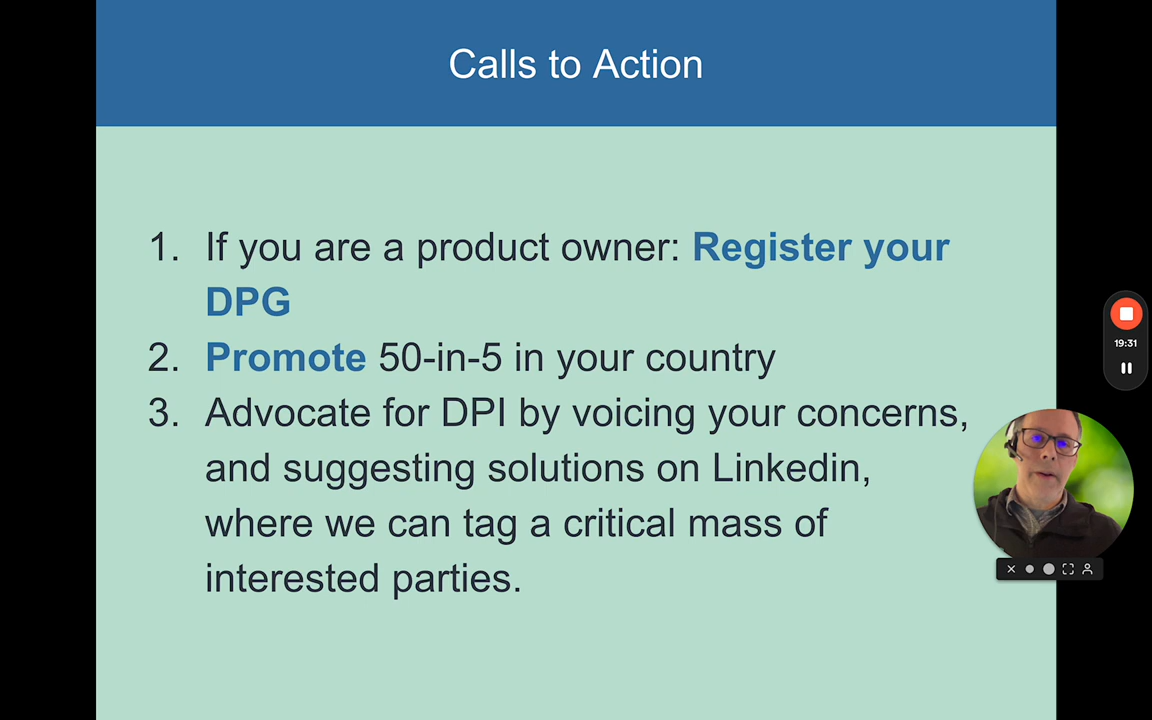 Calls to Action
1. If you are a product owner: Register your
DPG
2. Promote 50-in-5 in your country
3. Advocate for DPI by voicing your concerns,
and suggesting solutions on Linkedin,
where we can tag a critical mass of
interested parties.
19:31